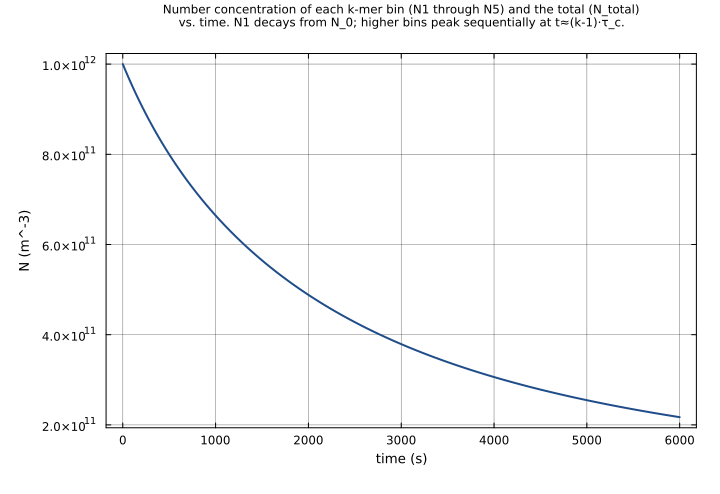 Number concentration of each k-mer bin (N1 through N5) and the total (N_total)
vs. time. N1 decays from N_0; higher bins peak sequentially at t≈(k-1)·τ_c.
1.0×10¹²
8.0×10¹¹
6.0×10¹¹
4.0×10¹¹
2.0×10¹¹
N (m^-3)
0 1000 2000 3000 4000 5000 6000
time (s)